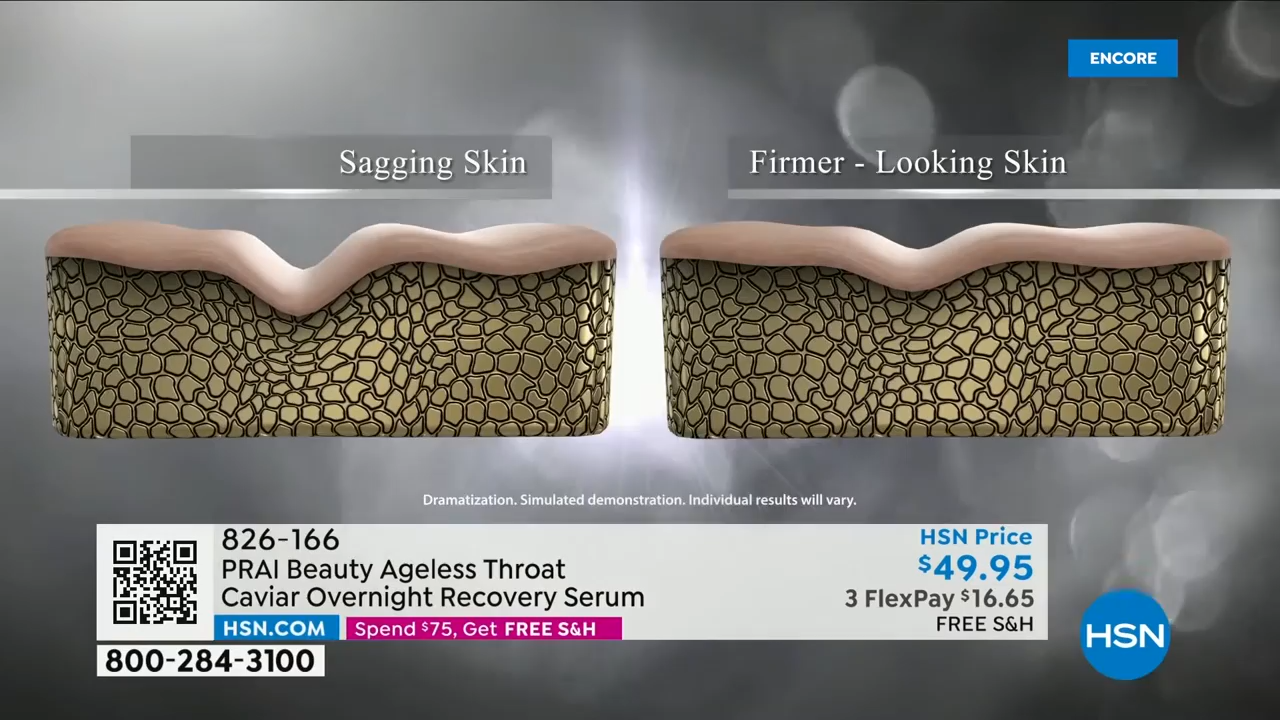 ENCORE
Sagging Skin
Firmer - Looking Skin
Dramatization. Simulated demonstration. Individual results will vary.
826-166
PRAI Beauty Ageless Throat
Caviar Overnight Recovery Serum
HSN.COM
Spend $75, Get FREE S&H
800-284-3100
HSN Price
$49.95
3 FlexPay $16.65
FREE S&H
HSN